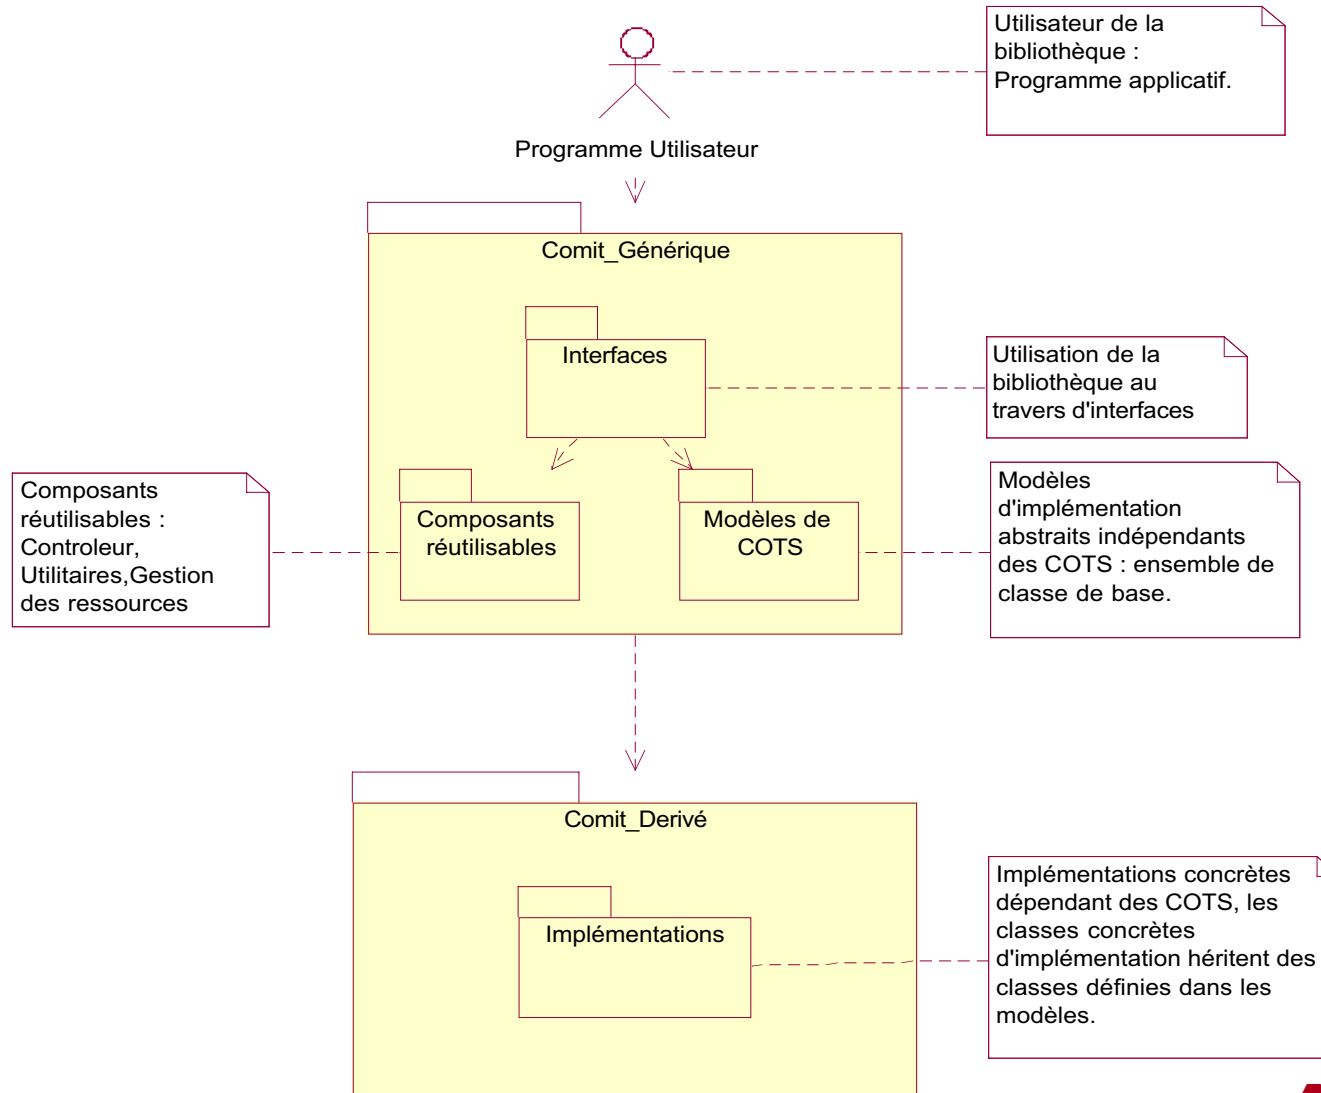 Utilisateur de la
bibliothèque :
Programme applicatif.
Programme Utilisateur
Comit_Générique
Interfaces
Utilisation de la
bibliothèque au
travers d'interfaces
Composants
réutilisables :
Controleur,
Utilitaires,Gestion
des ressources
Composants
réutilisables
Modèles de
COTS
Modèles
d'implémentation
abstraits indépendants
des COTS : ensemble de
classe de base.
Comit_Derivé
Implémentations
Implémentations concrètes
dépendant des COTS, les
classes concrètes
d'implémentation héritent des
classes définies dans les
modèles.